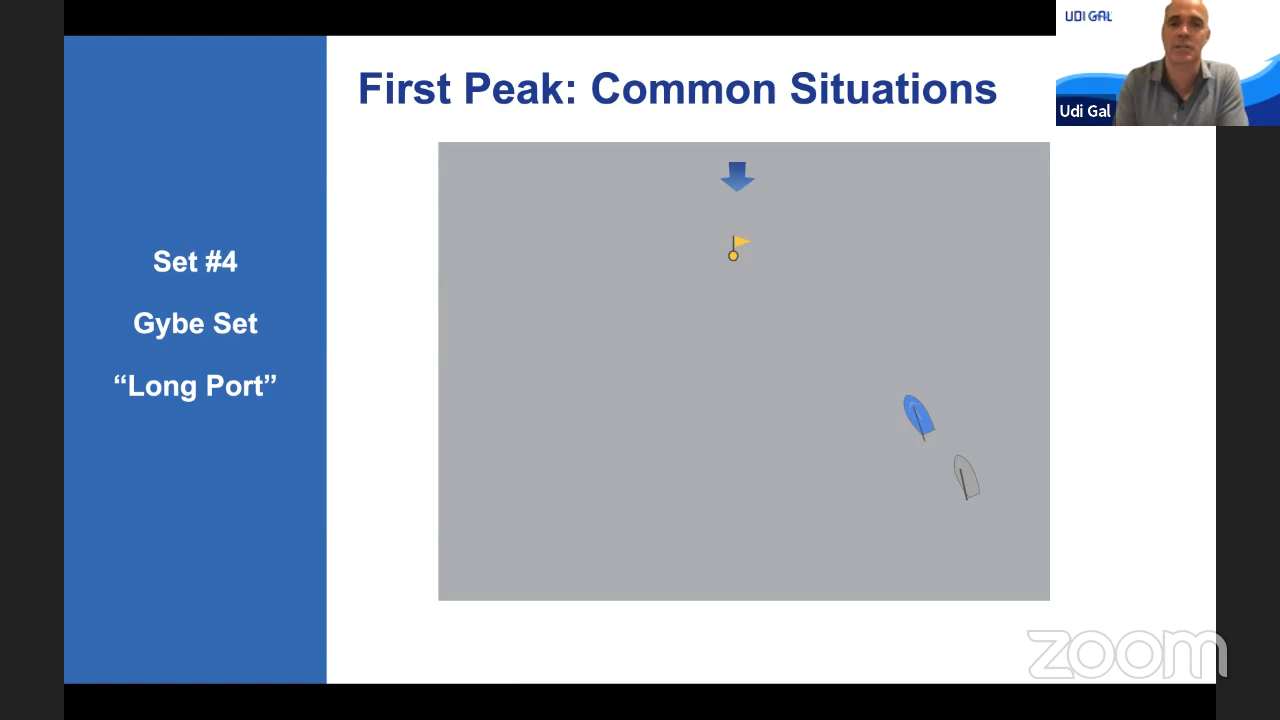 First Peak: Common Situations
UDI GAL
Udi Gal
Set #4
Gybe Set
“Long Port”
zoom